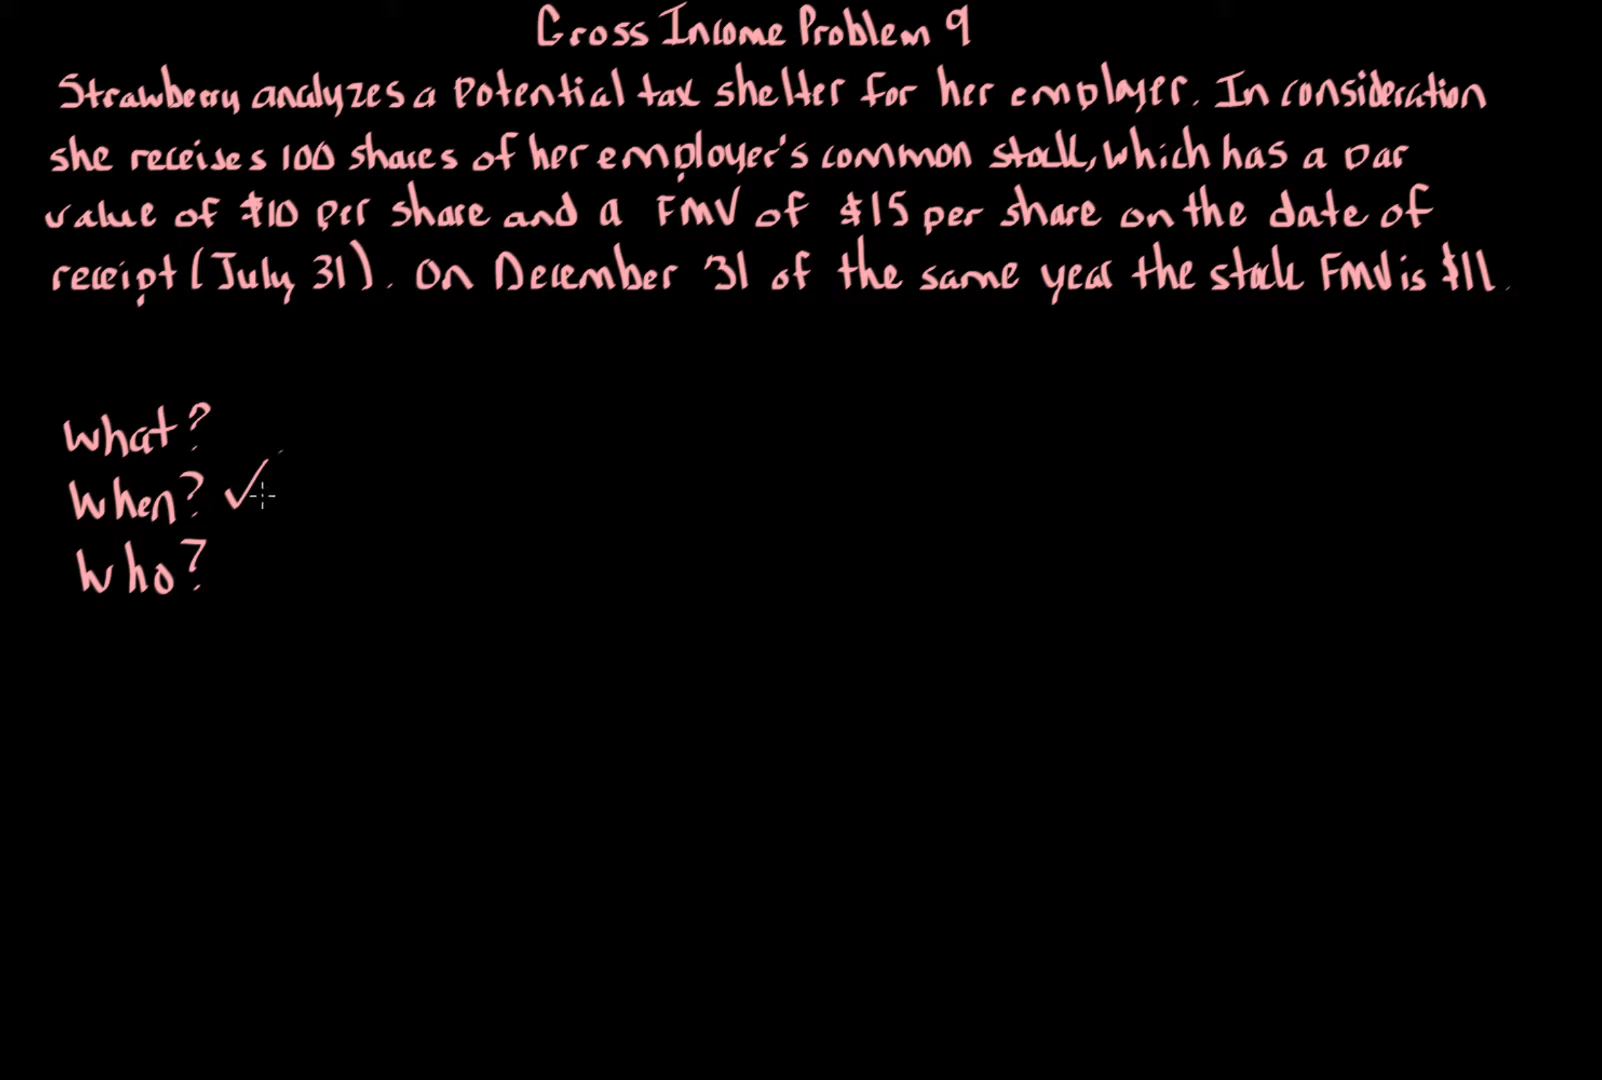 Gross Income Problem 9
Strawberry analyzes a potential tax shelter for her employer. In consideration
she receives 100 shares of her employer's common stock, which has a par
value of $10 per share and a FMV of $15 per share on the date of
receipt (July 31). On December 31 of the same year the stock FMV is $11.
What?
When? ✓
Who?